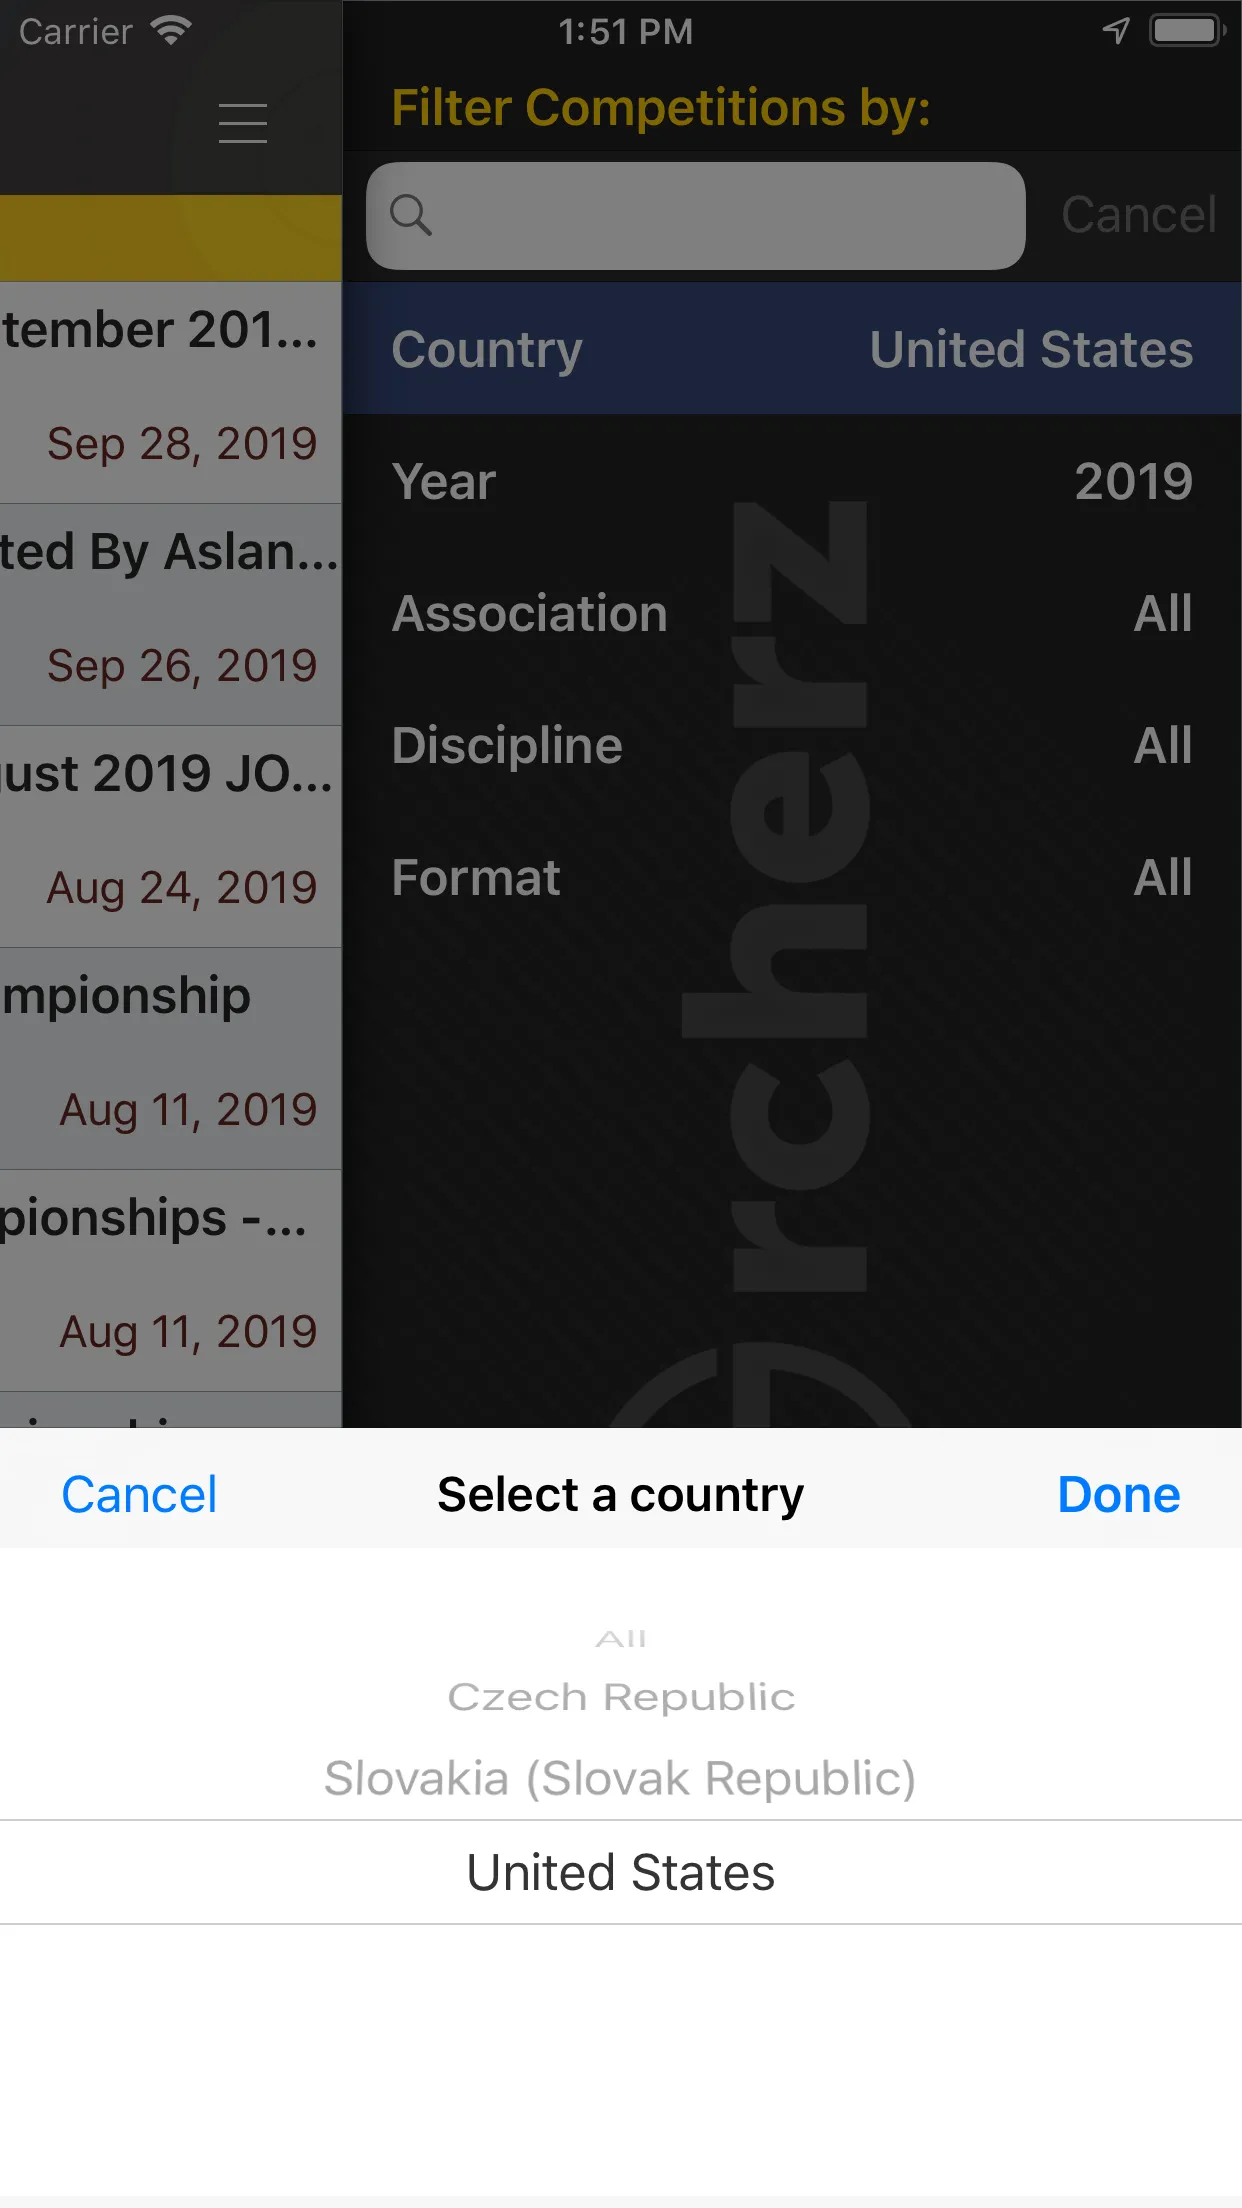 Carrier 1:51 PM
Filter Competitions by:
Cancel
tember 201...
Sep 28, 2019
ted By Aslan...
Sep 26, 2019
ust 2019 JO...
Aug 24, 2019
mpionship
Aug 11, 2019
pionships -...
Aug 11, 2019
Country United States
Year 2019
Association All
Discipline All
Format All
rcherz
Cancel Select a country Done
All
Czech Republic
Slovakia (Slovak Republic)
United States